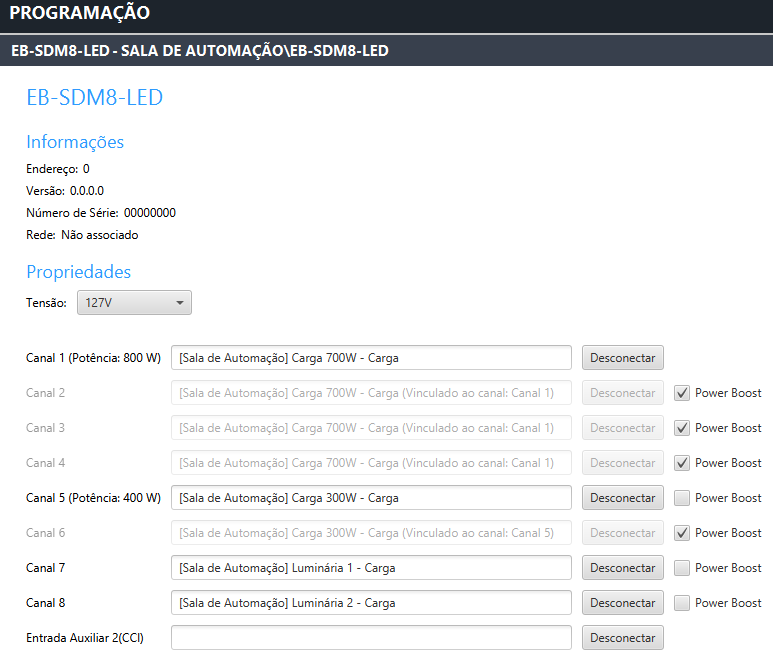 PROGRAMAÇÃO
EB-SDM8-LED - SALA DE AUTOMAÇÃO\EB-SDM8-LED
EB-SDM8-LED
Informações
Endereço: 0
Versão: 0.0.0.0
Número de Série: 00000000
Rede: Não associado
Propriedades
Tensão: 127V
Canal 1 (Potência: 800 W) [Sala de Automação] Carga 700W - Carga Desconectar
Canal 2 [Sala de Automação] Carga 700W - Carga (Vinculado ao canal: Canal 1) Desconectar Power Boost
Canal 3 [Sala de Automação] Carga 700W - Carga (Vinculado ao canal: Canal 1) Desconectar Power Boost
Canal 4 [Sala de Automação] Carga 700W - Carga (Vinculado ao canal: Canal 1) Desconectar Power Boost
Canal 5 (Potência: 400 W) [Sala de Automação] Carga 300W - Carga Desconectar Power Boost
Canal 6 [Sala de Automação] Carga 300W - Carga (Vinculado ao canal: Canal 5) Desconectar Power Boost
Canal 7 [Sala de Automação] Luminária 1 - Carga Desconectar Power Boost
Canal 8 [Sala de Automação] Luminária 2 - Carga Desconectar Power Boost
Entrada Auxiliar 2(CCI) Desconectar